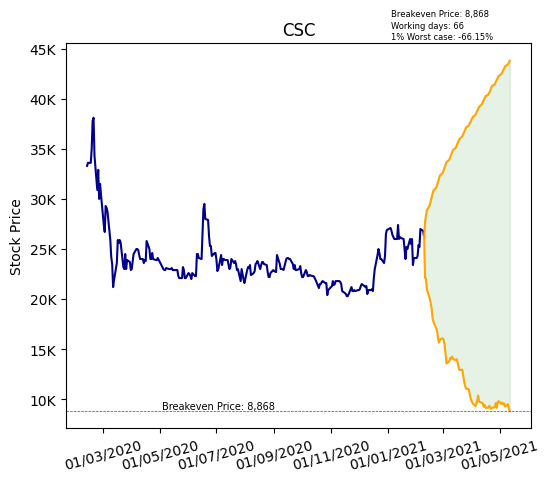 Breakeven Price: 8,868
Working days: 66
1% Worst case: -66.15%
CSC
Stock Price
45K
40K
35K
30K
25K
20K
15K
10K
Breakeven Price: 8,868
01/03/2020
01/05/2020
01/07/2020
01/09/2020
01/11/2020
01/01/2021
01/03/2021
01/05/2021